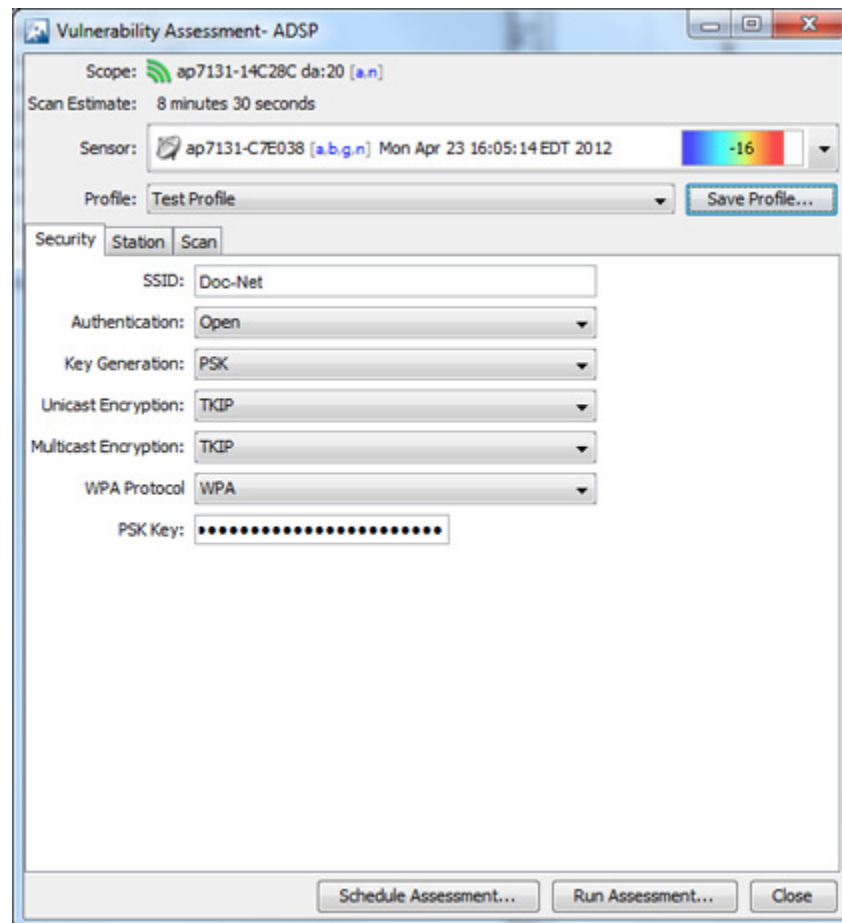 Vulnerability Assessment- ADSP
Scope: ap7131-14C28C da:20 [a,n]
Scan Estimate: 8 minutes 30 seconds
Sensor: ap7131-C7E038 [a,b,g,n] Mon Apr 23 16:05:14 EDT 2012 -16
Profile: Test Profile Save Profile...
Security Station Scan
SSID: Doc-Net
Authentication: Open
Key Generation: PSK
Unicast Encryption: TKIP
Multicast Encryption: TKIP
WPA Protocol WPA
PSK Key: ••••••••••••••••••••••••
Schedule Assessment... Run Assessment... Close